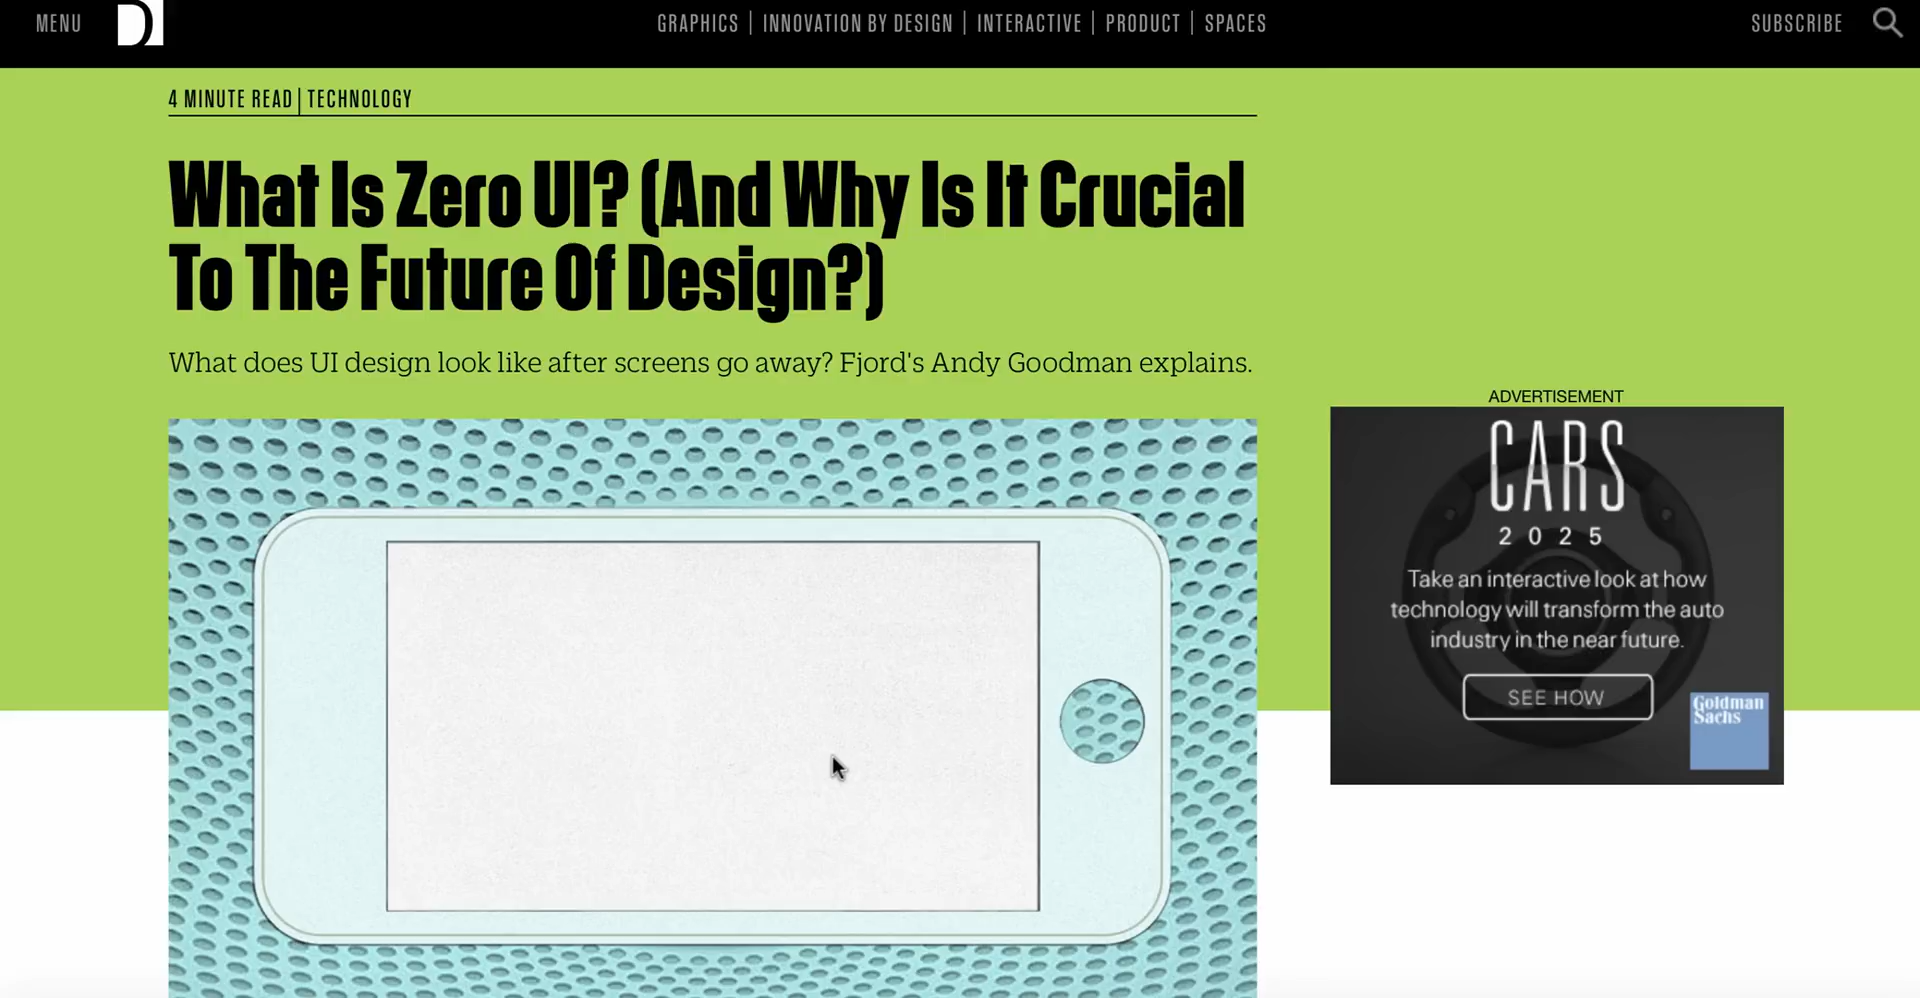 MENU
D
GRAPHICS | INNOVATION BY DESIGN | INTERACTIVE | PRODUCT | SPACES
SUBSCRIBE
4 MINUTE READ | TECHNOLOGY
What Is Zero UI? (And Why Is It Crucial
To The Future Of Design?)
What does UI design look like after screens go away? Fjord's Andy Goodman explains.
ADVERTISEMENT
CARS
2025
Take an interactive look at how
technology will transform the auto
industry in the near future.
SEE HOW
Goldman
Sachs